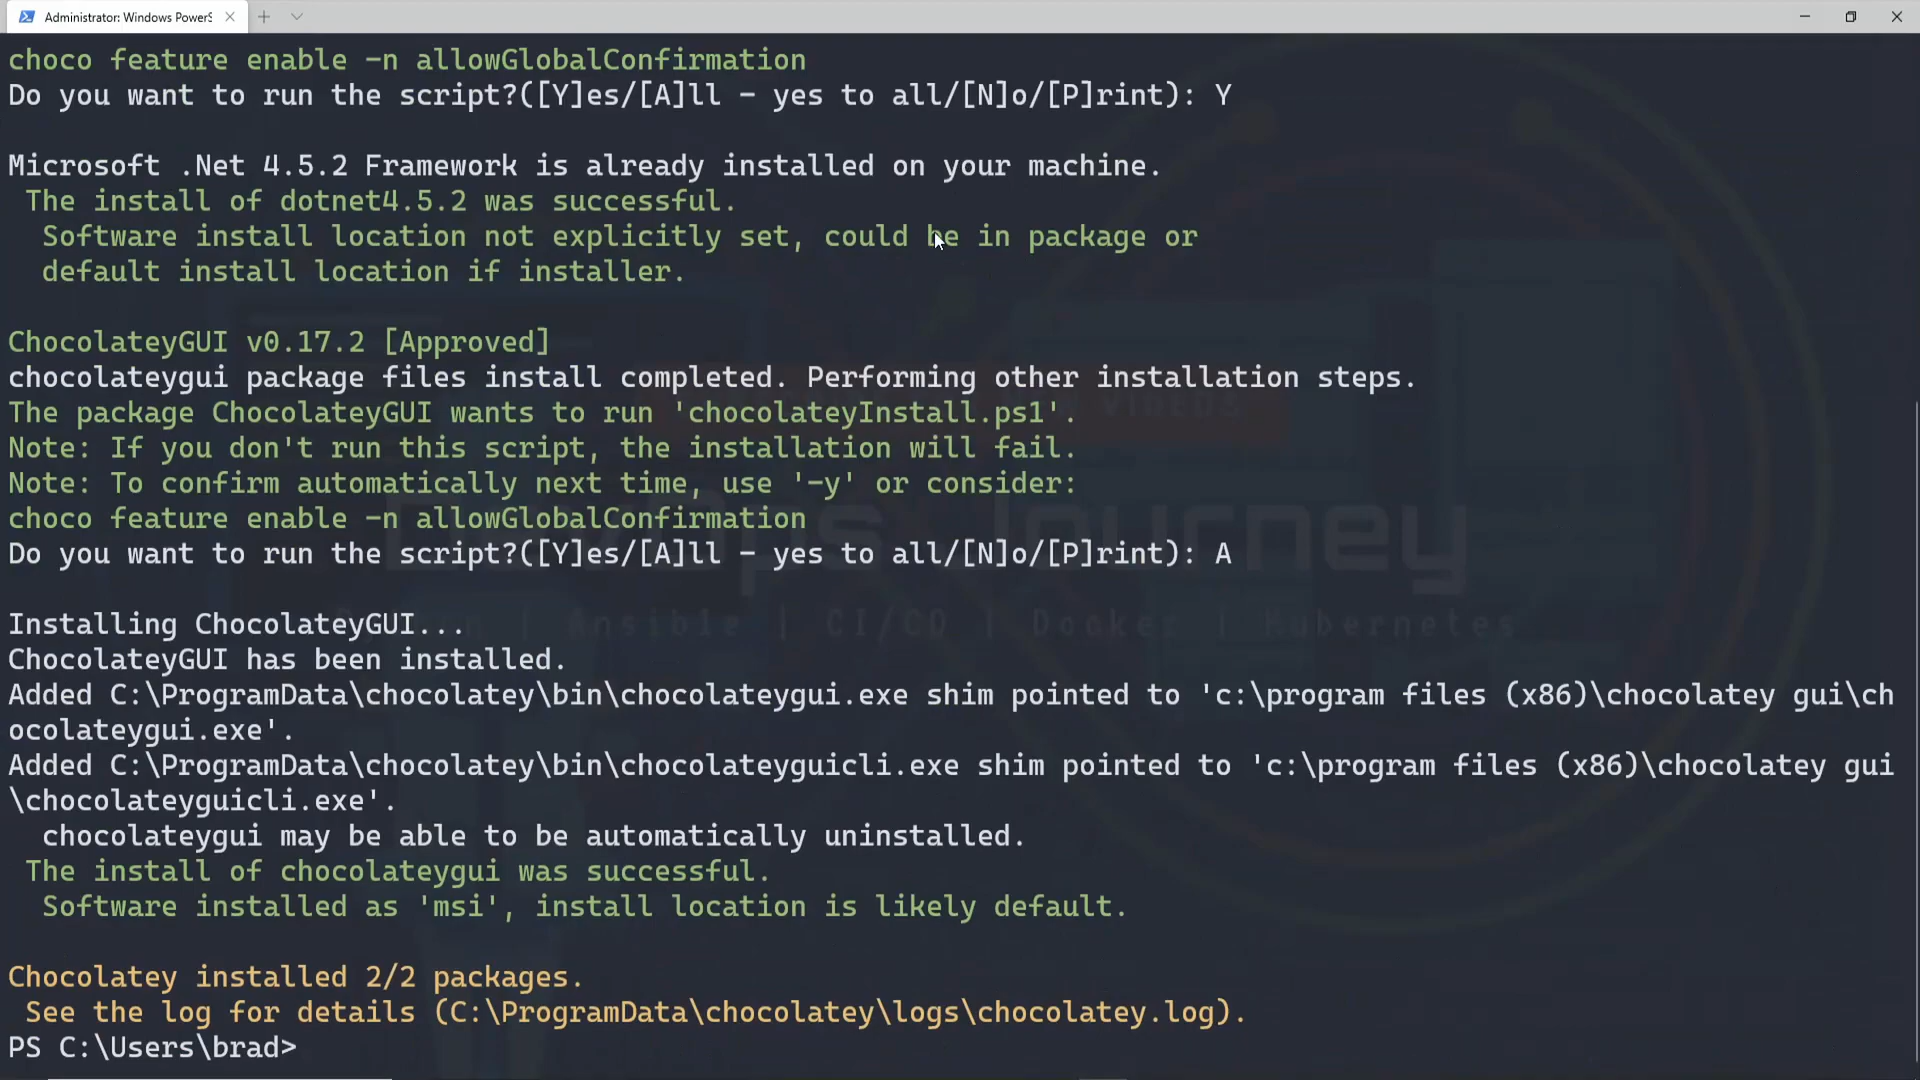 Administrator: Windows PowerS
choco feature enable -n allowGlobalConfirmation
Do you want to run the script?([Y]es/[A]ll - yes to all/[N]o/[P]rint): Y
Microsoft .Net 4.5.2 Framework is already installed on your machine.
The install of dotnet4.5.2 was successful.
Software install location not explicitly set, could be in package or
default install location if installer.
ChocolateyGUI v0.17.2 [Approved]
chocolateygui package files install completed. Performing other installation steps.
The package ChocolateyGUI wants to run 'chocolateyInstall.ps1'.
Note: If you don't run this script, the installation will fail.
Note: To confirm automatically next time, use '-y' or consider:
choco feature enable -n allowGlobalConfirmation
DevOps Journey
Do you want to run the script?([Y]es/[A]ll - yes to all/[N]o/[P]rint): A
Installing ChocolateyGUI...
| Ansible | CI/CD | Docker | Kubernetes
ChocolateyGUI has been installed.
Added C:\ProgramData\chocolatey\bin\chocolateygui.exe shim pointed to 'c:\program files (x86)\chocolatey gui\ch
ocolateygui.exe'.
Added C:\ProgramData\chocolatey\bin\chocolateyguicli.exe shim pointed to 'c:\program files (x86)\chocolatey gui
\chocolateyguicli.exe'.
chocolateygui may be able to be automatically uninstalled.
The install of chocolateygui was successful.
Software installed as 'msi', install location is likely default.
Chocolatey installed 2/2 packages.
See the log for details (C:\ProgramData\chocolatey\logs\chocolatey.log).
PS C:\Users\brad>